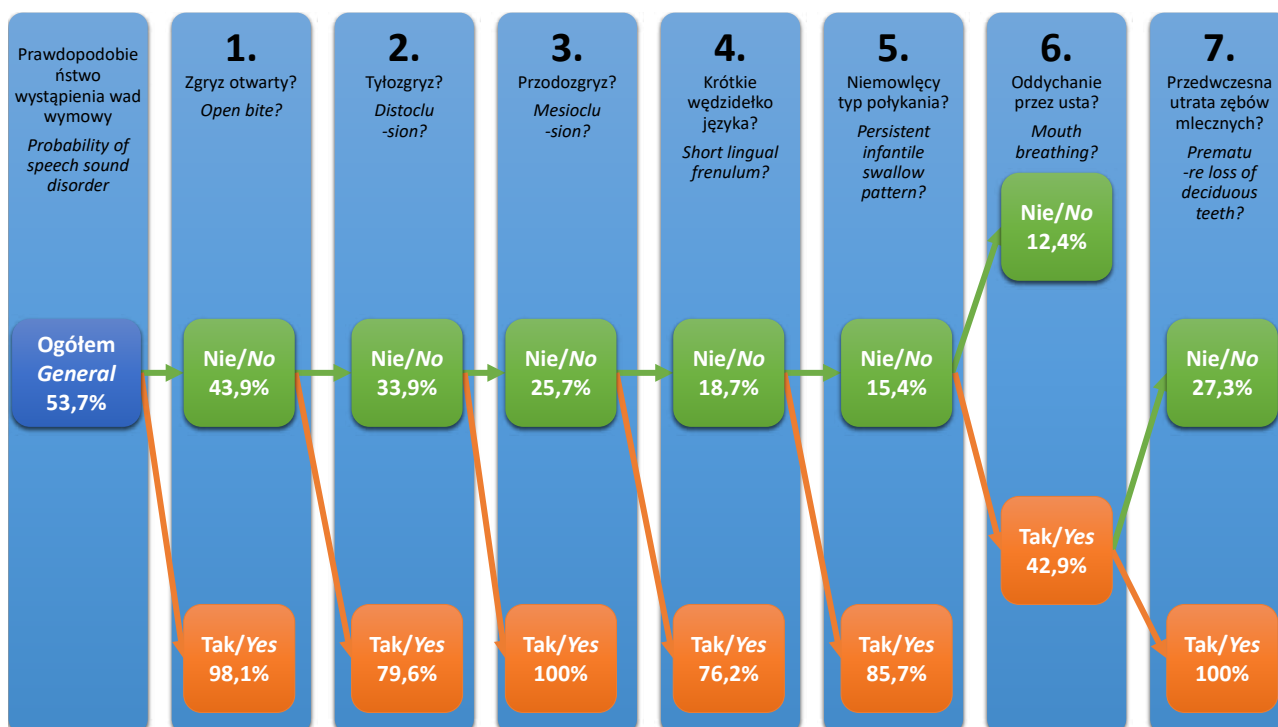 Prawdopodobie
ństwo
wystąpienia wad
wymowy
Probability of
speech sound
disorder
Ogółem
General
53,7%
1.
Zgryz otwarty?
Open bite?
Nie/No
43,9%
Tak/Yes
98,1%
2.
Tyłozgryz?
Distoclu
-sion?
Nie/No
33,9%
Tak/Yes
79,6%
3.
Przodozgryz?
Mesioclu
-sion?
Nie/No
25,7%
Tak/Yes
100%
4.
Krótkie
wędzidełko
języka?
Short lingual
frenulum?
Nie/No
18,7%
Tak/Yes
76,2%
5.
Niemowlęcy
typ połykania?
Persistent
infantile
swallow
pattern?
Nie/No
15,4%
Tak/Yes
85,7%
6.
Oddychanie
przez usta?
Mouth
breathing?
Nie/No
12,4%
Tak/Yes
42,9%
7.
Przedwczesna
utrata zębów
mlecznych?
Prematu
-re loss of
deciduous
teeth?
Nie/No
27,3%
Tak/Yes
100%